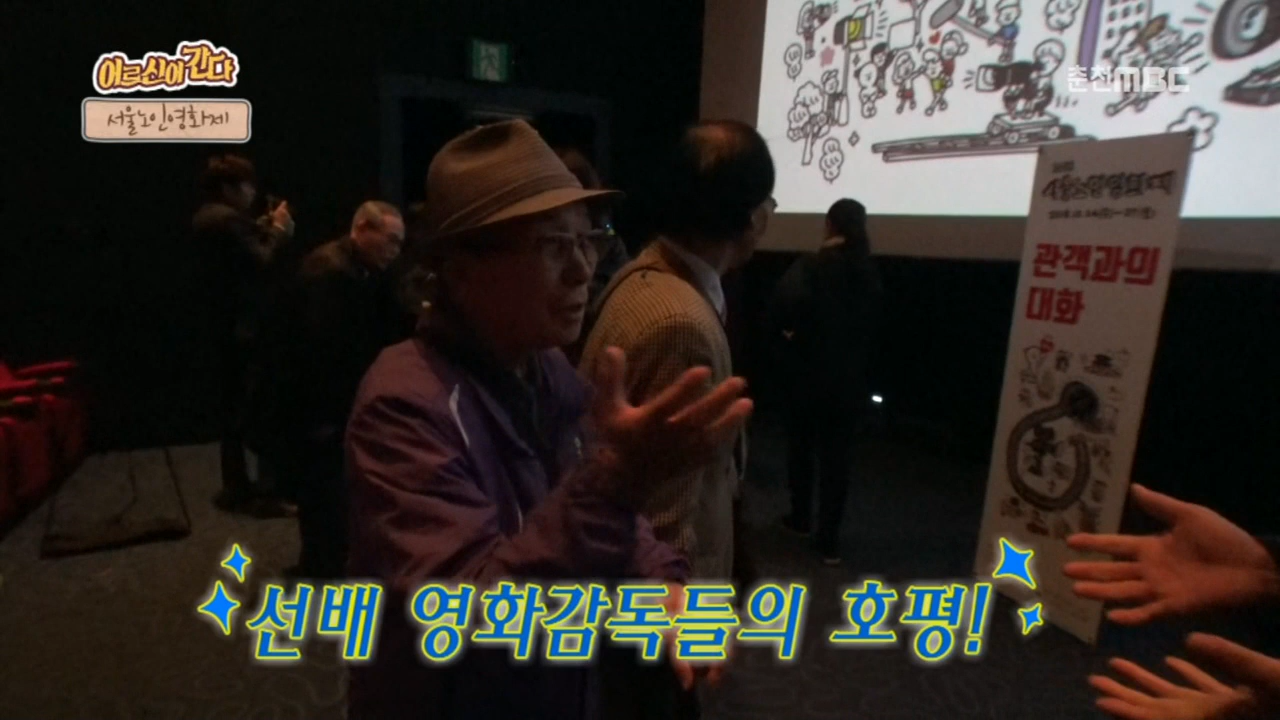 어르신이 간다
서울노인영화제
춘천MBC
서울노인영화제
관객과의
대화
선배 영화감독들의 호평!